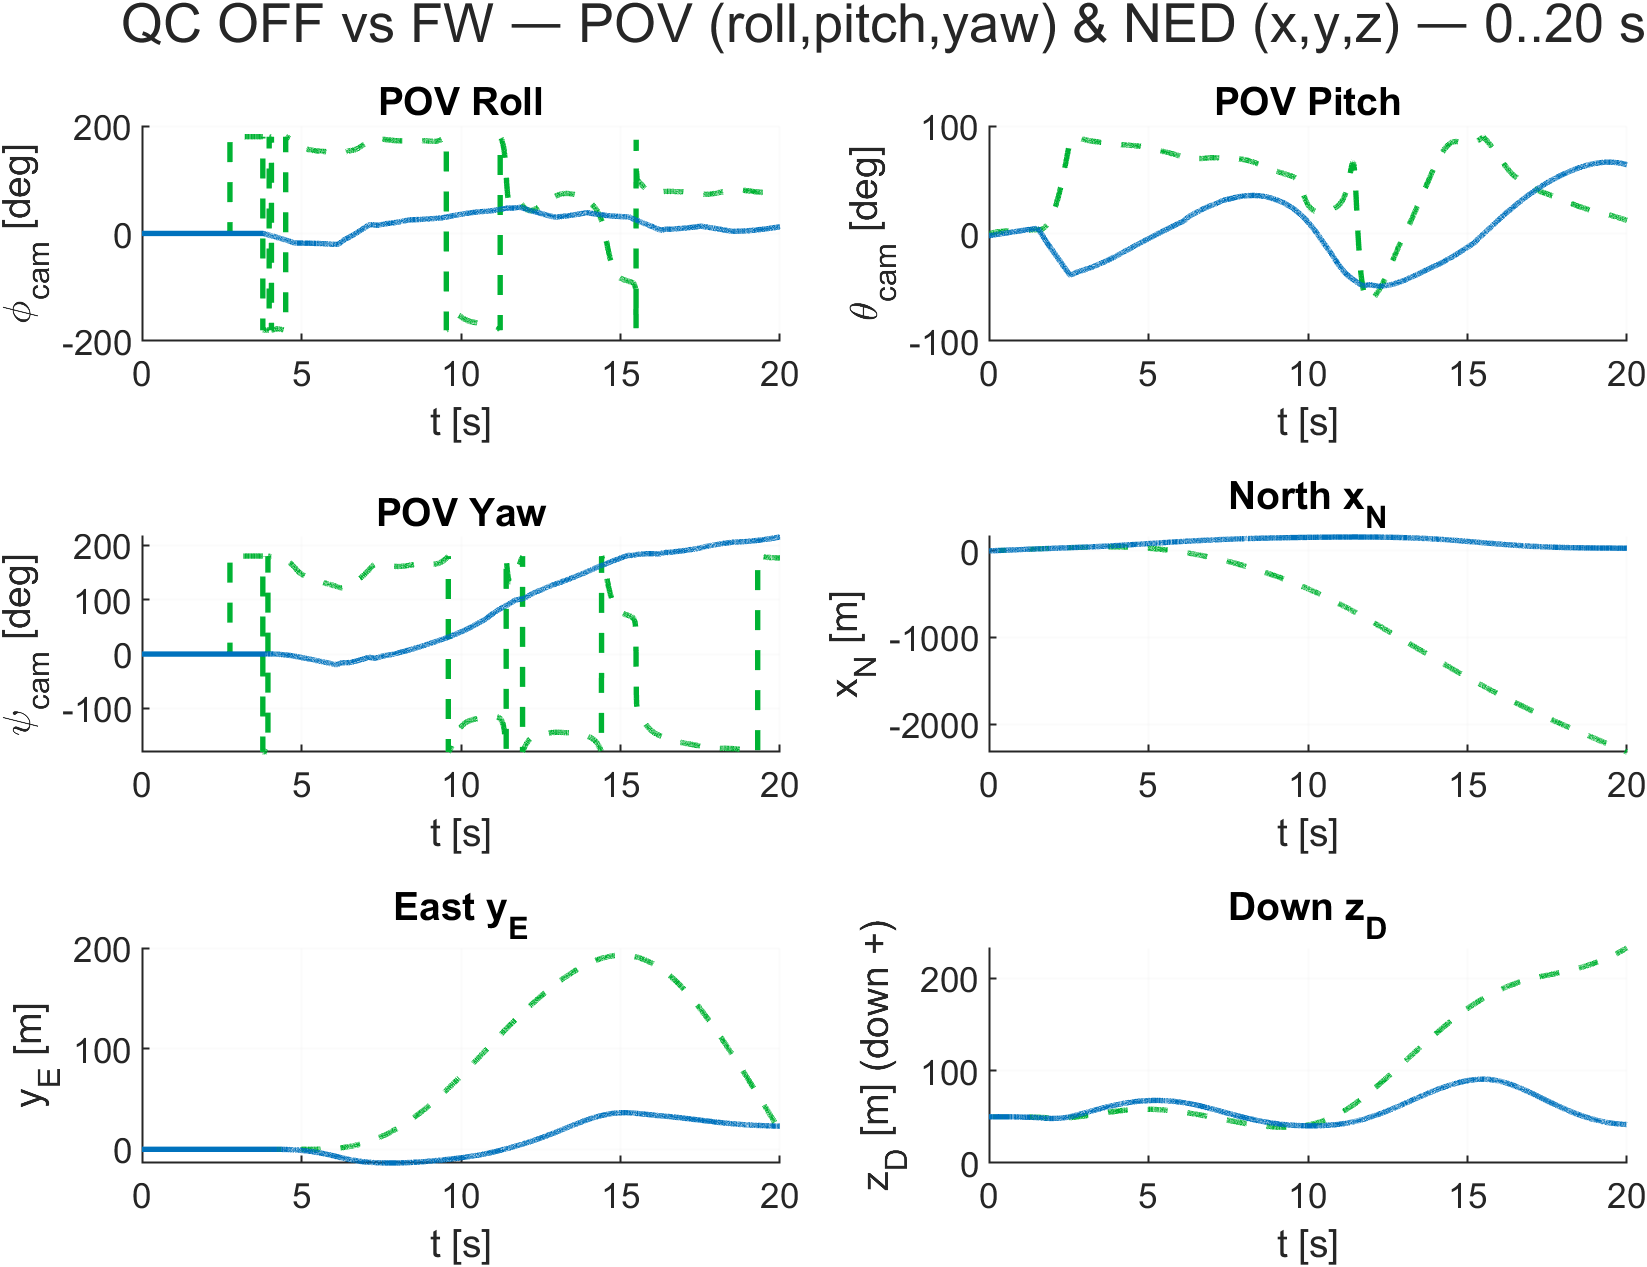 QC OFF vs FW — POV (roll,pitch,yaw) & NED (x,y,z) — 0..20 s
POV Roll
ϕcam [deg]
200
0
-200
0 5 10 15 20
t [s]
POV Pitch
θcam [deg]
100
0
-100
0 5 10 15 20
t [s]
POV Yaw
ψcam [deg]
200
100
0
-100
0 5 10 15 20
t [s]
North xN
xN [m]
0
-1000
-2000
0 5 10 15 20
t [s]
East yE
yE [m]
200
100
0
0 5 10 15 20
t [s]
Down zD
zD [m] (down +)
200
100
0
0 5 10 15 20
t [s]